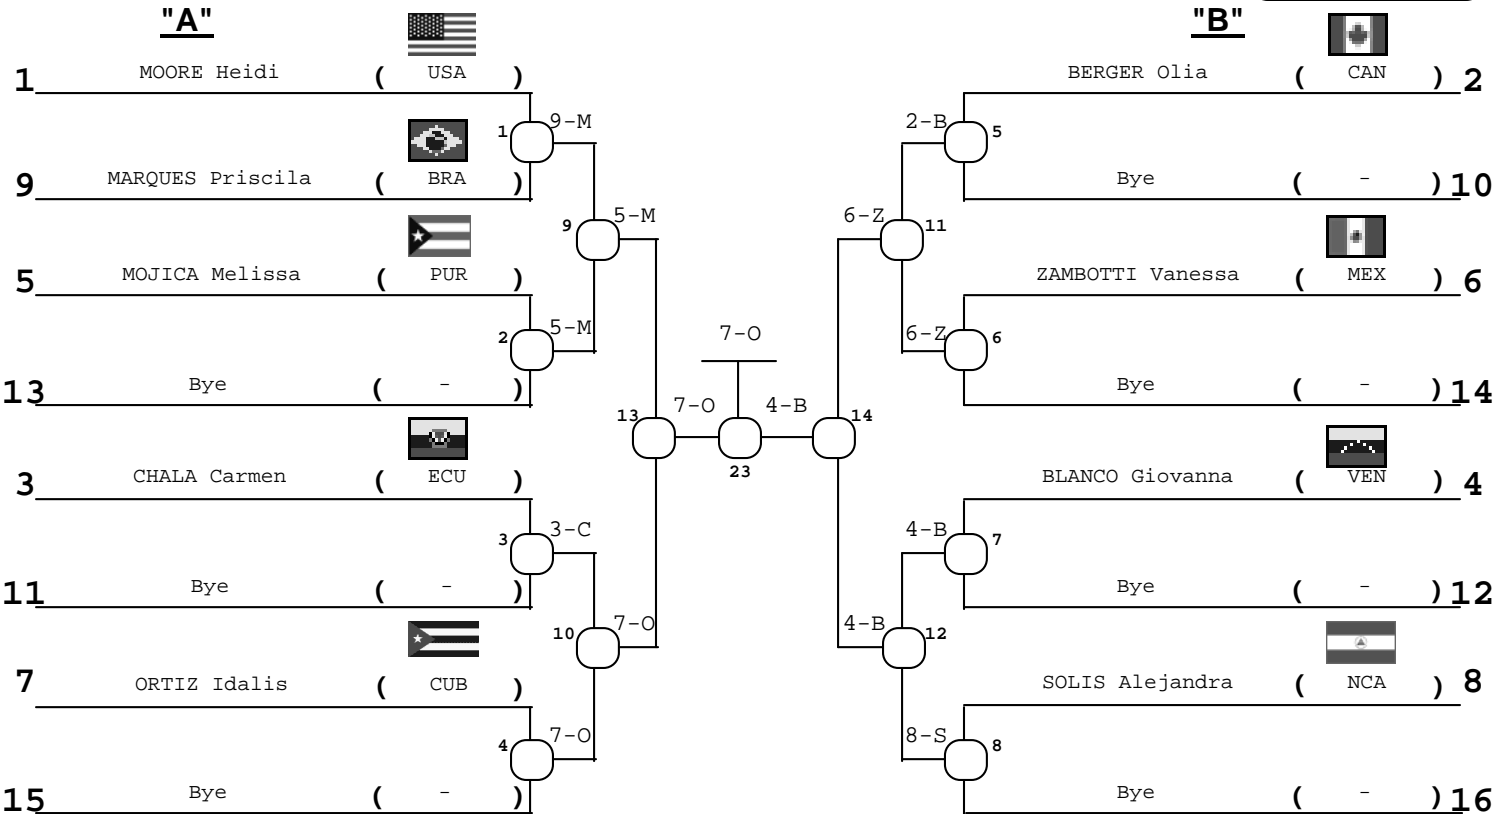 "A"
"B"
1 MOORE Heidi ( USA )
BERGER Olia ( CAN ) 2
1 9-M
2-B 5
9 MARQUES Priscila ( BRA )
Bye ( - ) 10
9 5-M
6-Z 11
5 MOJICA Melissa ( PUR )
ZAMBOTTI Vanessa ( MEX ) 6
2 5-M
7-O
6-Z 6
13 Bye ( - )
Bye ( - ) 14
13 7-O 4-B 14
23
3 CHALA Carmen ( ECU )
BLANCO Giovanna ( VEN ) 4
3 3-C
4-B 7
11 Bye ( - )
Bye ( - ) 12
10 7-O
4-B 12
7 ORTIZ Idalis ( CUB )
SOLIS Alejandra ( NCA ) 8
4 7-O
8-S 8
15 Bye ( - )
Bye ( - ) 16